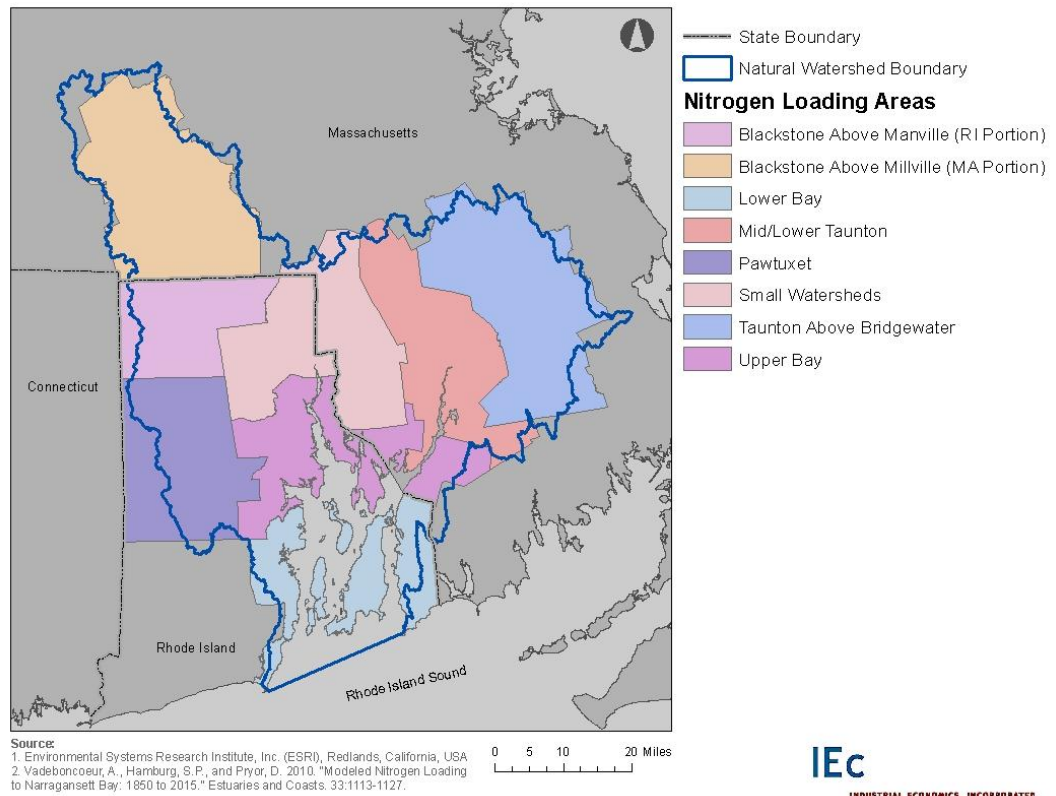 Massachusetts
Connecticut
Rhode Island
Rhode Island Sound
State Boundary
Natural Watershed Boundary
Nitrogen Loading Areas
Blackstone Above Manville (RI Portion)
Blackstone Above Millville (MA Portion)
Lower Bay
Mid/Lower Taunton
Pawtuxet
Small Watersheds
Taunton Above Bridgewater
Upper Bay
Source:
1. Environmental Systems Research Institute, Inc. (ESRI), Redlands, California, USA
2. Vadeboncoeur, A., Hamburg, S.P., and Pryor, D. 2010. "Modeled Nitrogen Loading
to Narragansett Bay: 1850 to 2015." Estuaries and Coasts. 33:1113-1127.
0 5 10 20 Miles
IEc
INDUSTRIAL ECONOMICS, INCORPORATED